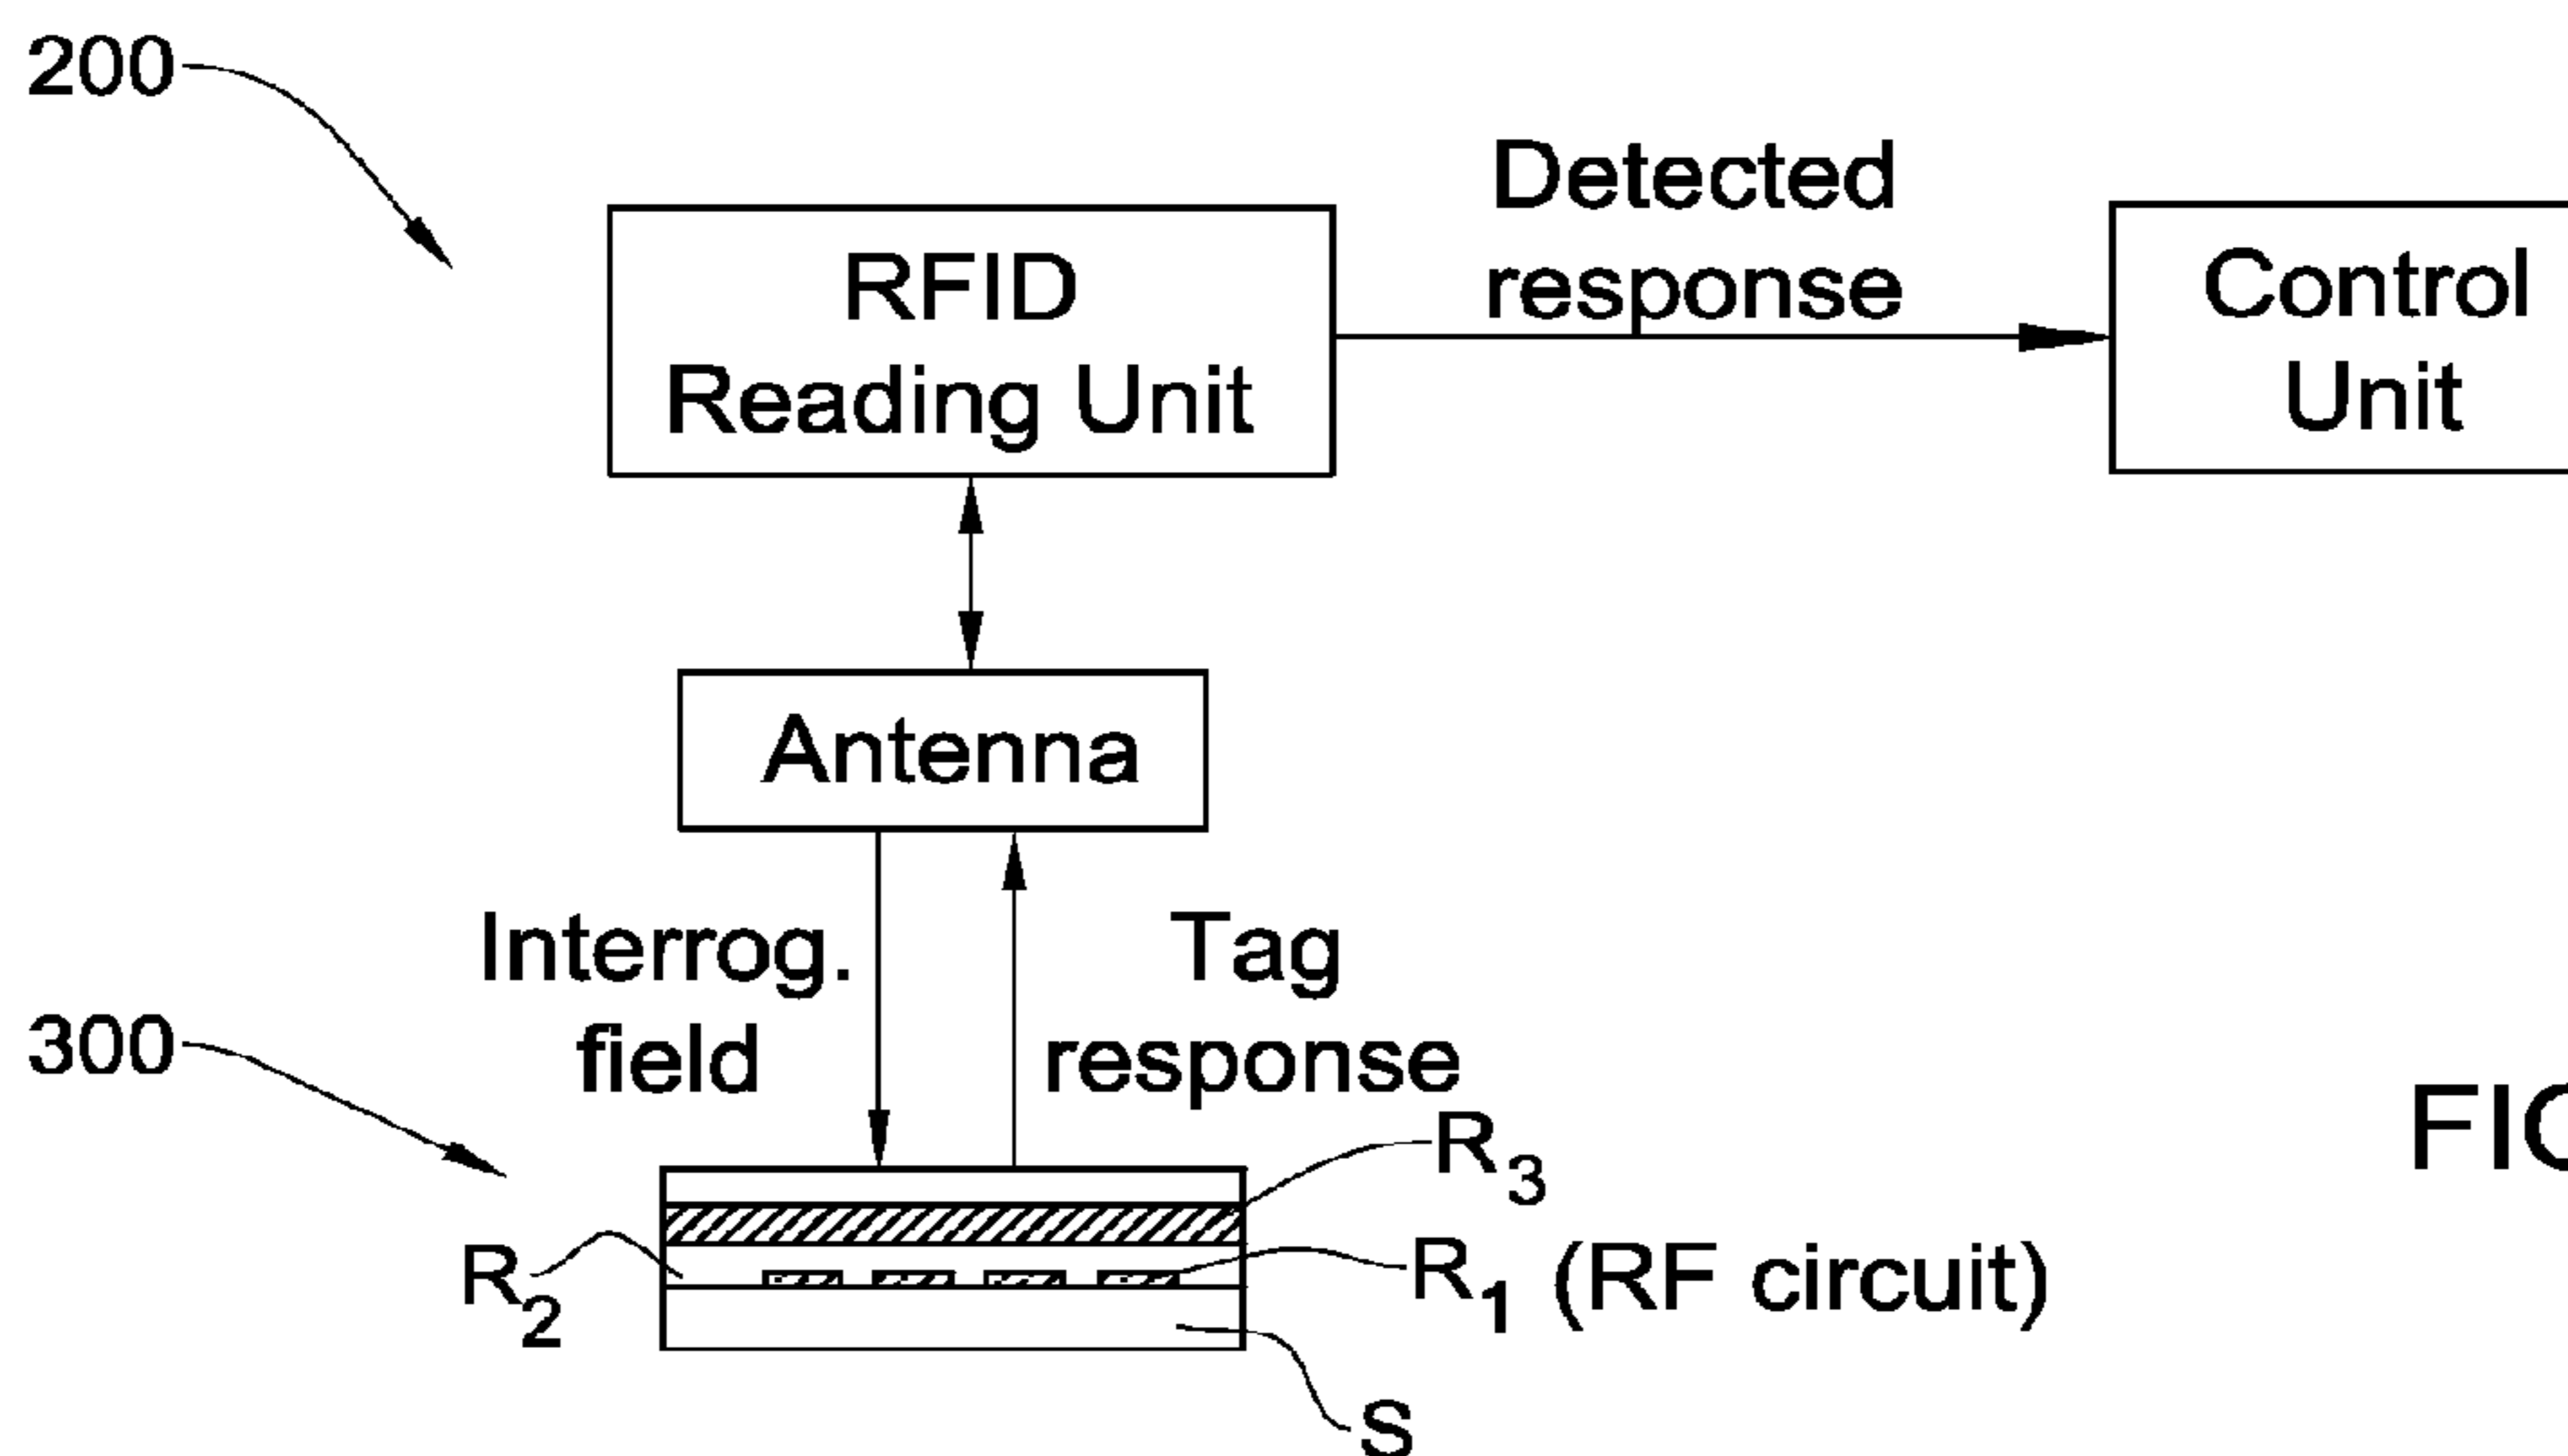 200
Detected
response
RFID
Reading Unit
Control
Unit
Antenna
Interrog.
field
Tag
response
300
R3
R2
R1 (RF circuit)
S